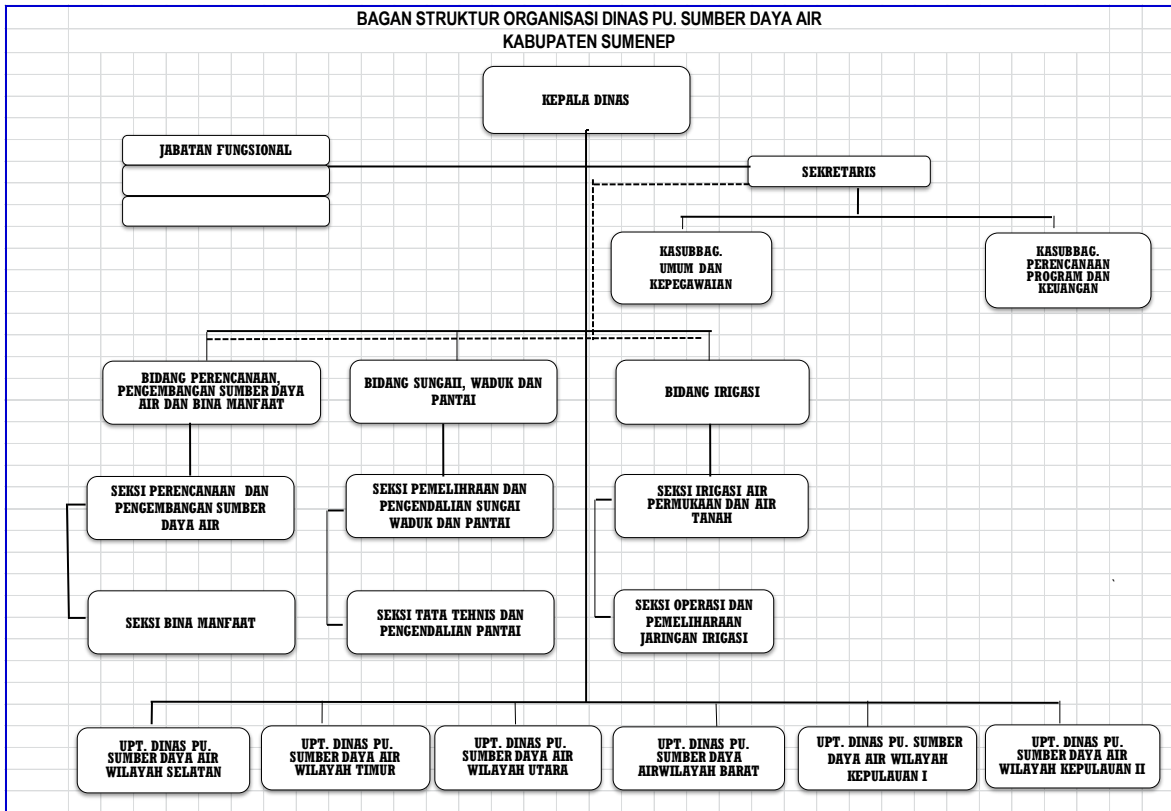 BAGAN STRUKTUR ORGANISASI DINAS PU. SUMBER DAYA AIR
KABUPATEN SUMENEP
KEPALA DINAS
JABATAN FUNGSIONAL
SEKRETARIS
KASUBBAG.
UMUM DAN
KEPEGAWAIAN
KASUBBAG.
PERENCANAAN
PROGRAM DAN
KEUANGAN
BIDANG PERENCANAAN,
PENGEMBANGAN SUMBER DAYA
AIR DAN BINA MANFAAT
BIDANG SUNGAII, WADUK DAN
PANTAI
BIDANG IRIGASI
SEKSI PERENCANAAN DAN
PENGEMBANGAN SUMBER
DAYA AIR
SEKSI PEMELIHRAAN DAN
PENGENDALIAN SUNGAI
WADUK DAN PANTAI
SEKSI IRIGASI AIR
PERMUKAAN DAN AIR
TANAH
SEKSI BINA MANFAAT
SEKSI TATA TEHNIS DAN
PENGENDALIAN PANTAI
SEKSI OPERASI DAN
PEMELIHARAAN
JARINGAN IRIGASI
UPT. DINAS PU.
SUMBER DAYA AIR
WILAYAH SELATAN
UPT. DINAS PU.
SUMBER DAYA AIR
WILAYAH TIMUR
UPT. DINAS PU.
SUMBER DAYA AIR
WILAYAH UTARA
UPT. DINAS PU.
SUMBER DAYA
AIRWILAYAH BARAT
UPT. DINAS PU. SUMBER
DAYA AIR WILAYAH
KEPULAUAN I
UPT. DINAS PU.
SUMBER DAYA AIR
WILAYAH KEPULAUAN II